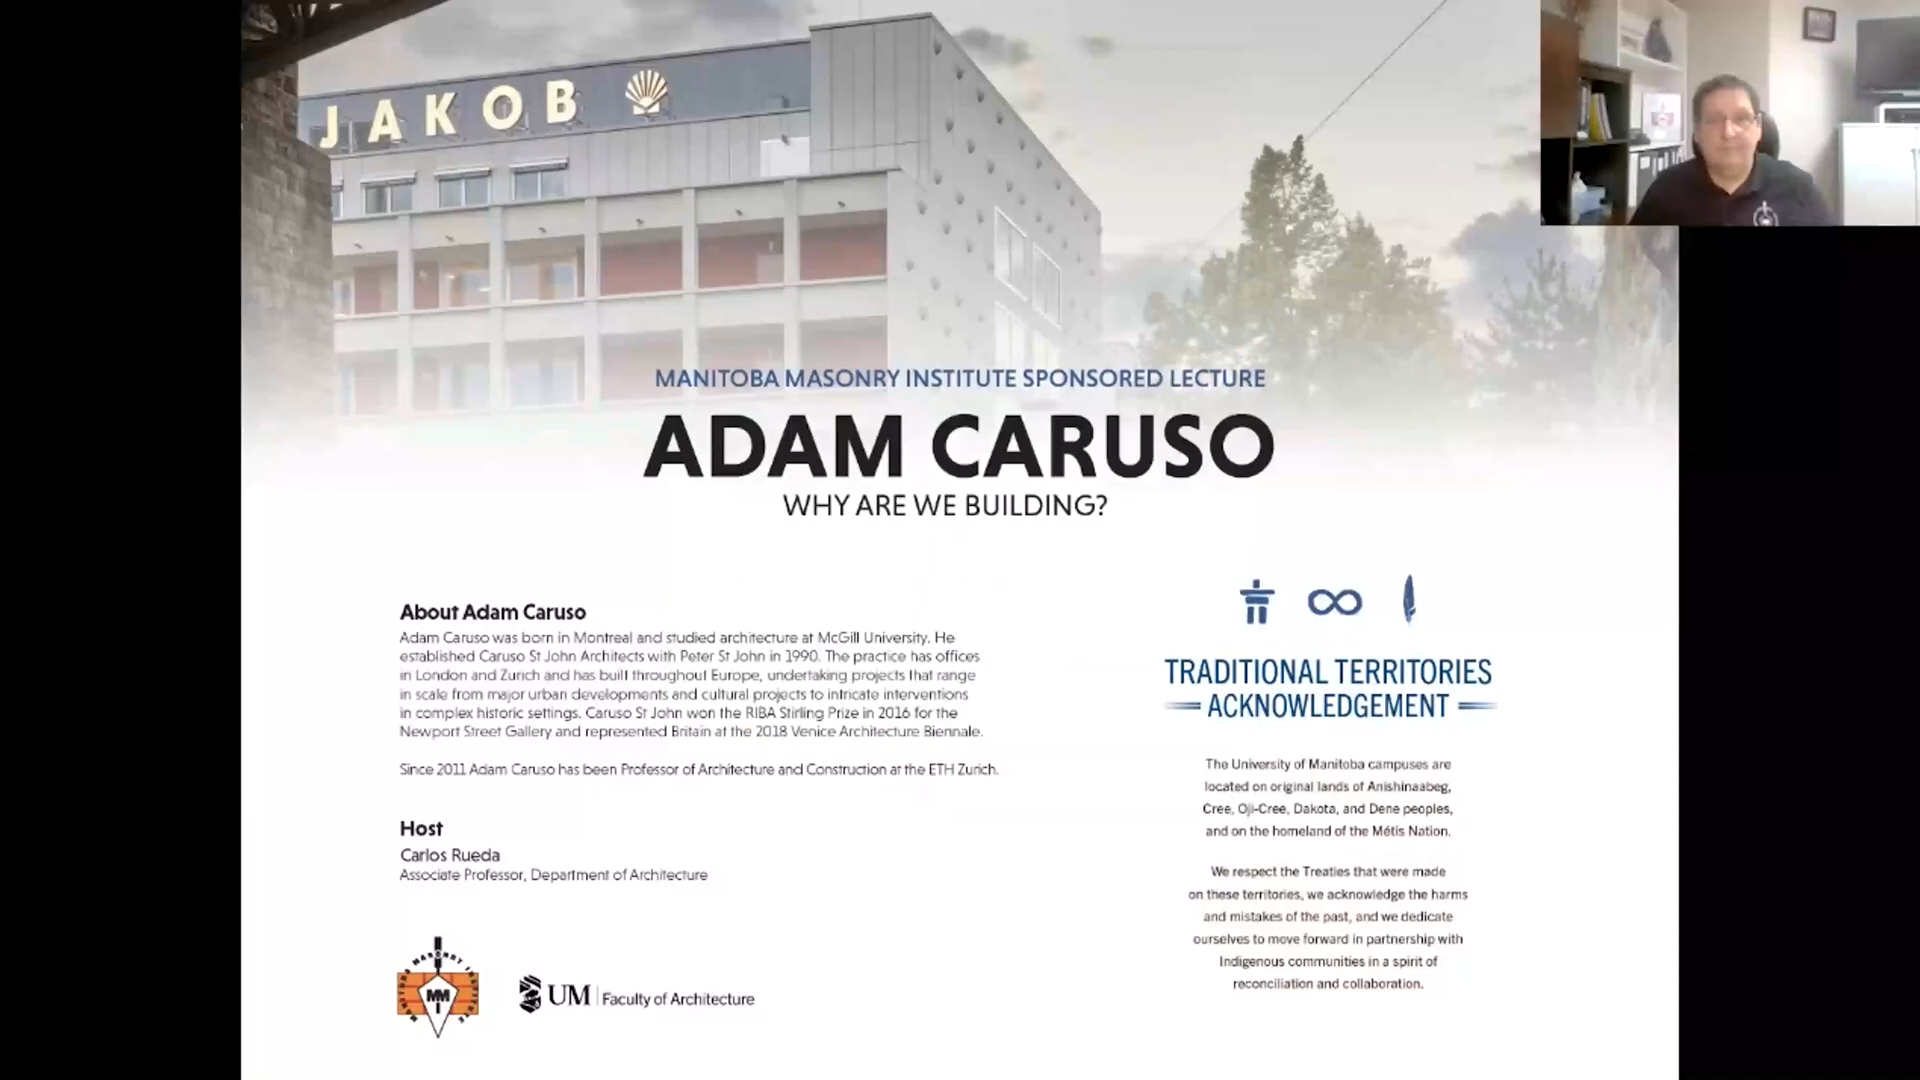 JAKOB
MANITOBA MASONRY INSTITUTE SPONSORED LECTURE
ADAM CARUSO
WHY ARE WE BUILDING?
About Adam Caruso
Adam Caruso was born in Montreal and studied architecture at McGill University. He
established Caruso St John Architects with Peter St John in 1990. The practice has offices
in London and Zurich and has built throughout Europe, undertaking projects that range
in scale from major urban developments and cultural projects to intricate interventions
in complex historic settings. Caruso St John won the RIBA Stirling Prize in 2016 for the
Newport Street Gallery and represented Britain at the 2018 Venice Architecture Biennale.
Since 2011 Adam Caruso has been Professor of Architecture and Construction at the ETH Zurich.
Host
Carlos Rueda
Associate Professor, Department of Architecture
MANITOBA MASONRY INSTITUTE
MMI
UM Faculty of Architecture
TRADITIONAL TERRITORIES
ACKNOWLEDGEMENT
The University of Manitoba campuses are
located on original lands of Anishinaabeg,
Cree, Oji-Cree, Dakota, and Dene peoples,
and on the homeland of the Métis Nation.
We respect the Treaties that were made
on these territories, we acknowledge the harms
and mistakes of the past, and we dedicate
ourselves to move forward in partnership with
Indigenous communities in a spirit of
reconciliation and collaboration.